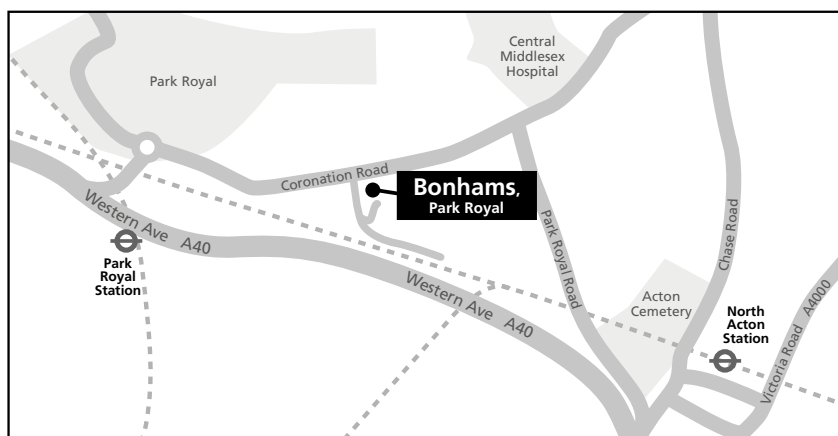 Central
Middlesex
Hospital
Park Royal
Coronation Road
Bonhams,
Park Royal
Western Ave A40
Park
Royal
Station
Park Royal Road
Chase Road
Western Ave A40
Acton
Cemetery
North
Acton
Station
Victoria Road A4000